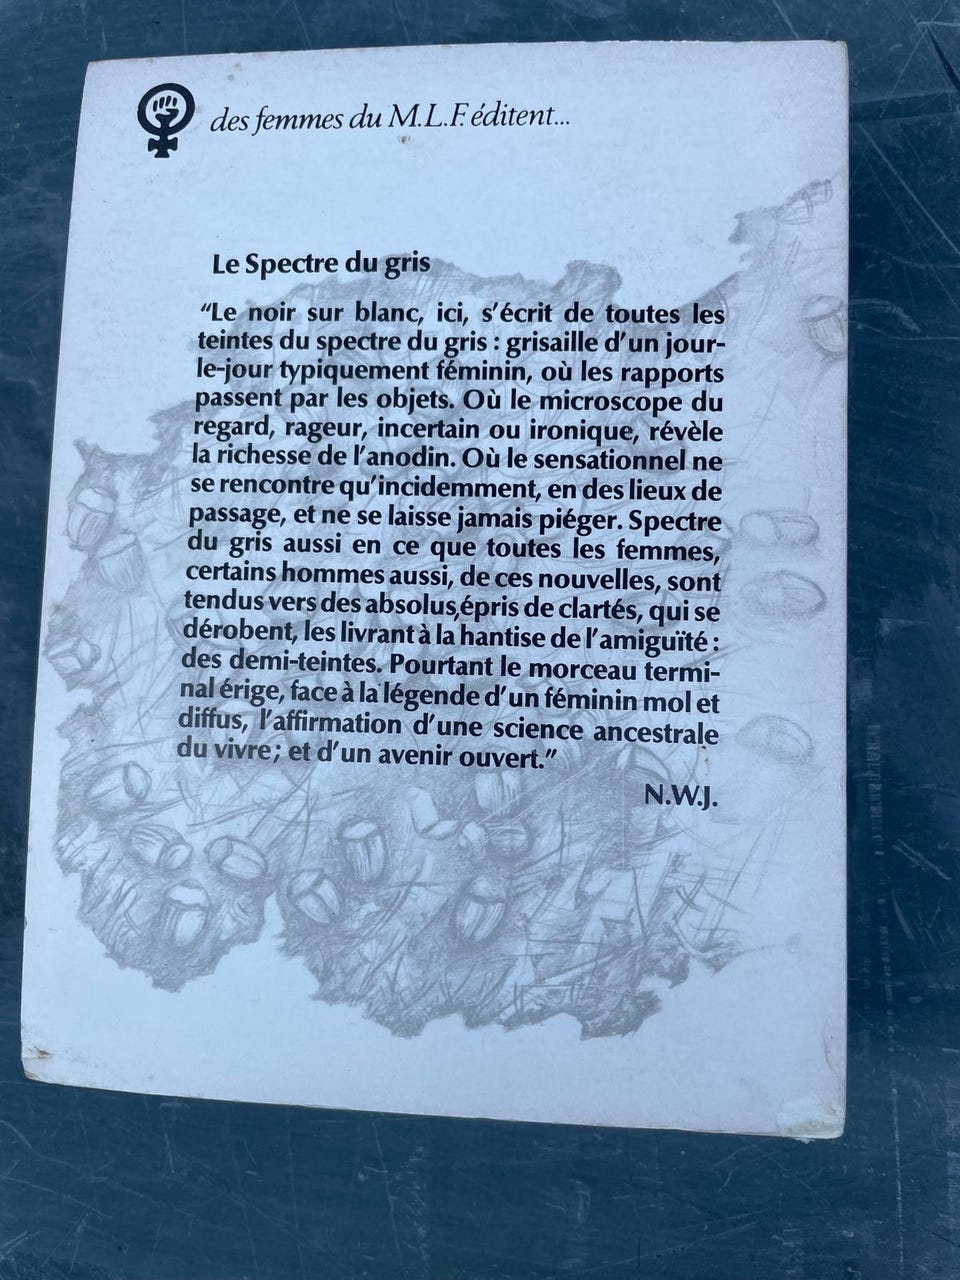 des femmes du M.L.F. éditent...
Le Spectre du gris
“Le noir sur blanc, ici, s’écrit de toutes les
teintes du spectre du gris : grisaille d’un jour-
le-jour typiquement féminin, où les rapports
passent par les objets. Où le microscope du
regard, rageur, incertain ou ironique, révèle
la richesse de l’anodin. Où le sensationnel ne
se rencontre qu’incidemment, en des lieux de
passage, et ne se laisse jamais piéger. Spectre
du gris aussi en ce que toutes les femmes,
certains hommes aussi, de ces nouvelles, sont
tendus vers des absolus,épris de clartés, qui se
dérobent, les livrant à la hantise de l’amiguïté :
des demi-teintes. Pourtant le morceau termi-
nal érige, face à la légende d’un féminin mol et
diffus, l’affirmation d’une science ancestrale
du vivre; et d’un avenir ouvert.”
N.W.J.